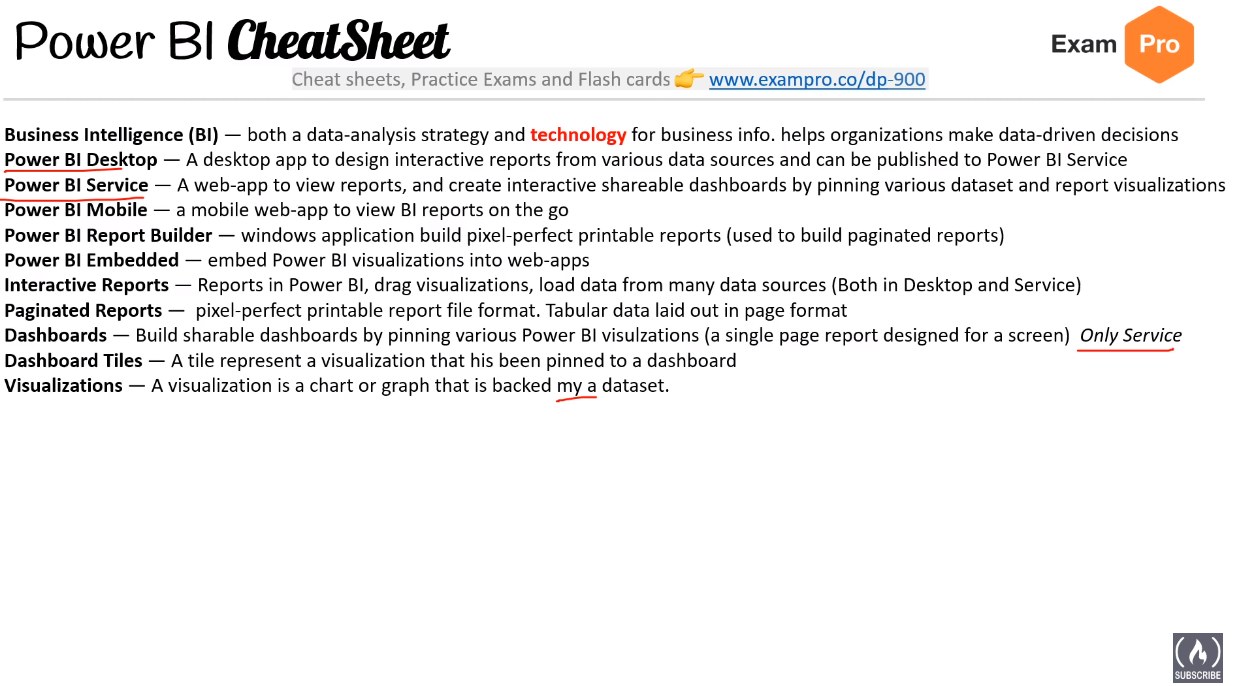 Power BI CheatSheet
Exam Pro
Cheat sheets, Practice Exams and Flash cards 👉 www.exampro.co/dp-900
Business Intelligence (BI) — both a data-analysis strategy and technology for business info. helps organizations make data-driven decisions
Power BI Desktop — A desktop app to design interactive reports from various data sources and can be published to Power BI Service
Power BI Service — A web-app to view reports, and create interactive shareable dashboards by pinning various dataset and report visualizations
Power BI Mobile — a mobile web-app to view BI reports on the go
Power BI Report Builder — windows application build pixel-perfect printable reports (used to build paginated reports)
Power BI Embedded — embed Power BI visualizations into web-apps
Interactive Reports — Reports in Power BI, drag visualizations, load data from many data sources (Both in Desktop and Service)
Paginated Reports — pixel-perfect printable report file format. Tabular data laid out in page format
Dashboards — Build sharable dashboards by pinning various Power BI visulzations (a single page report designed for a screen) Only Service
Dashboard Tiles — A tile represent a visualization that his been pinned to a dashboard
Visualizations — A visualization is a chart or graph that is backed my a dataset.
SUBSCRIBE